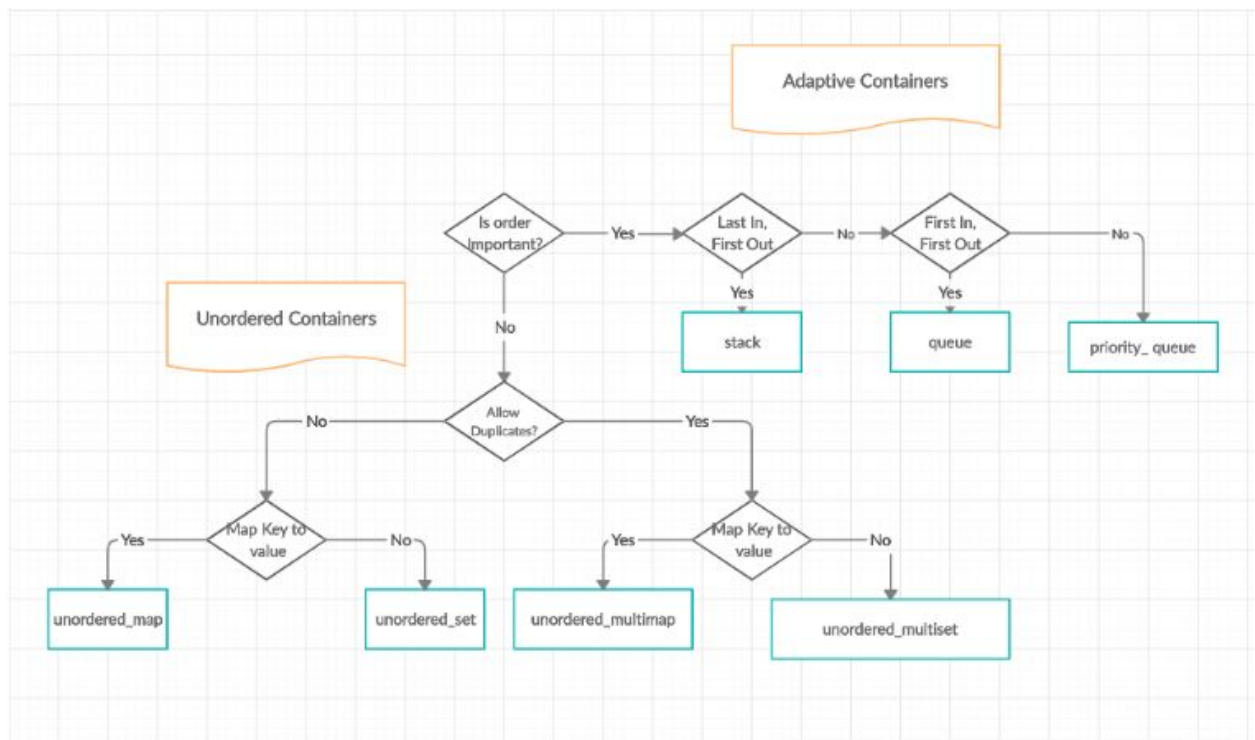 Adaptive Containers
Is order
Important?
Yes
Last In,
First Out
No
First In,
First Out
No
Yes
Yes
stack
queue
priority_ queue
Unordered Containers
No
Allow
Duplicates?
No
Yes
Map Key to
value
Yes
No
Map Key to
value
Yes
No
unordered_map
unordered_set
unordered_multimap
unordered_multiset